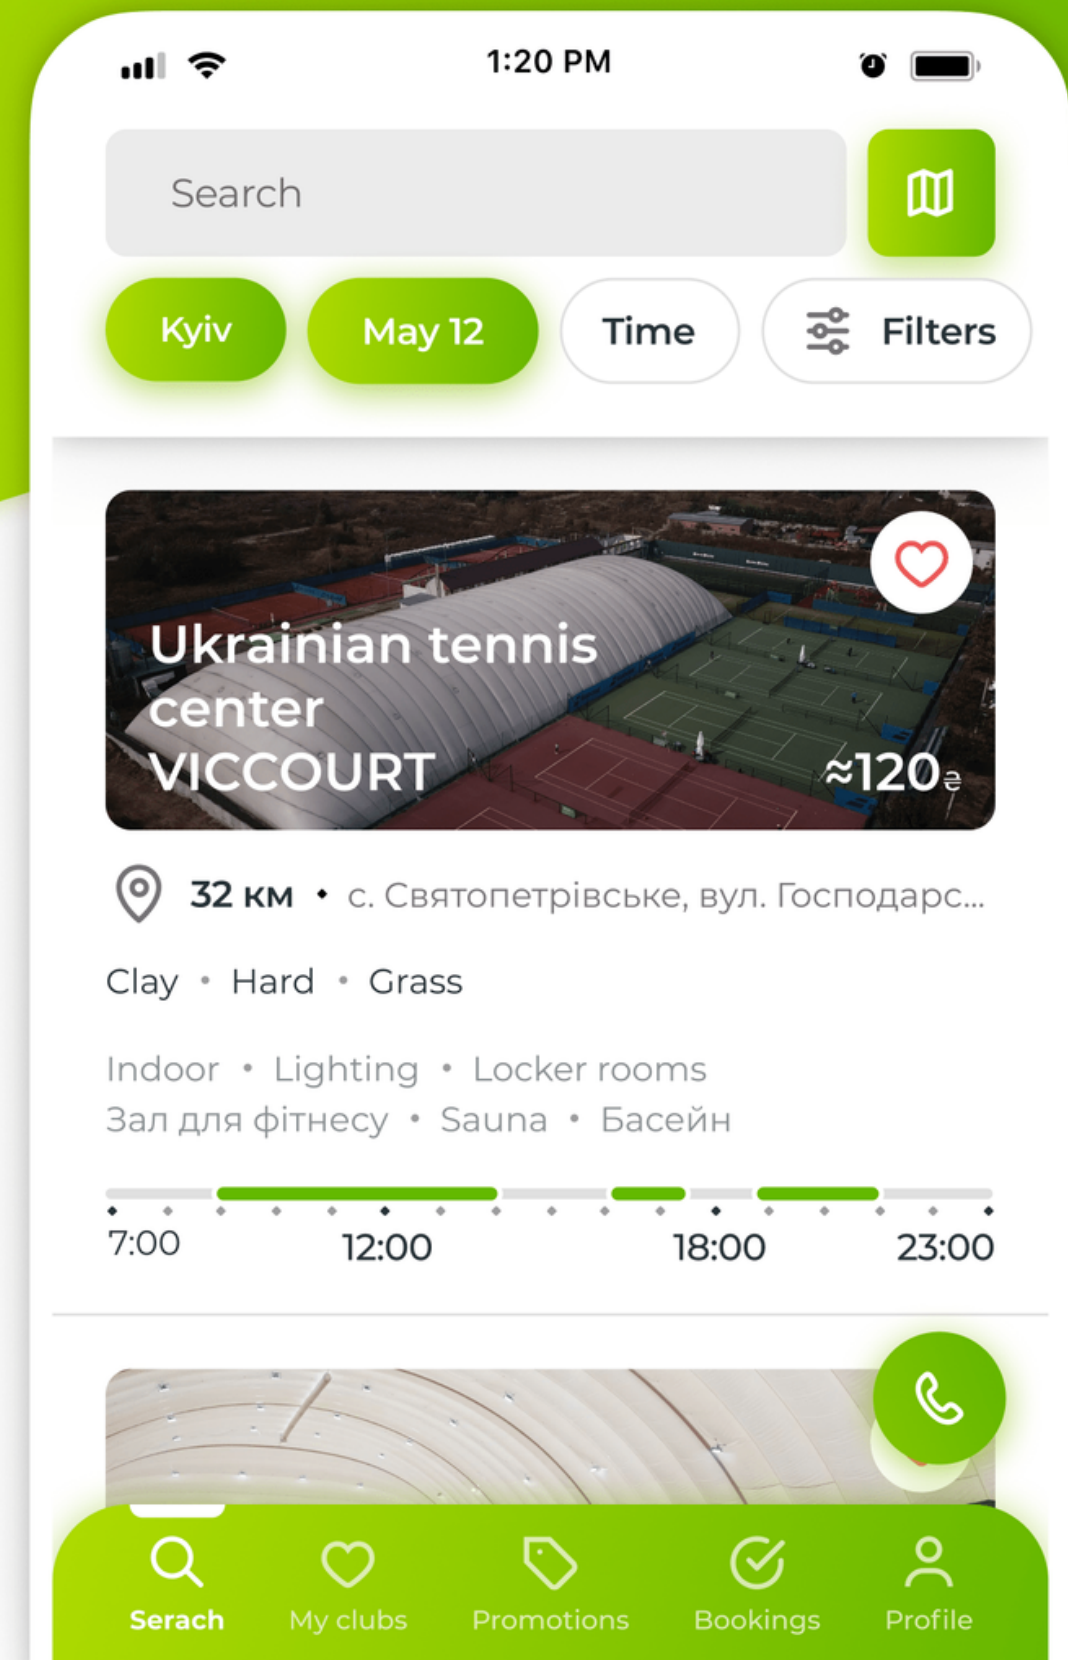 1:20 PM
Search
Kyiv
May 12
Time
Filters
Ukrainian tennis
center
VICCOURT
≈120₴
32 км • с. Святопетрівське, вул. Господарс...
Clay • Hard • Grass
Indoor • Lighting • Locker rooms
Зал для фітнесу • Sauna • Басейн
7:00 12:00 18:00 23:00
Serach My clubs Promotions Bookings Profile